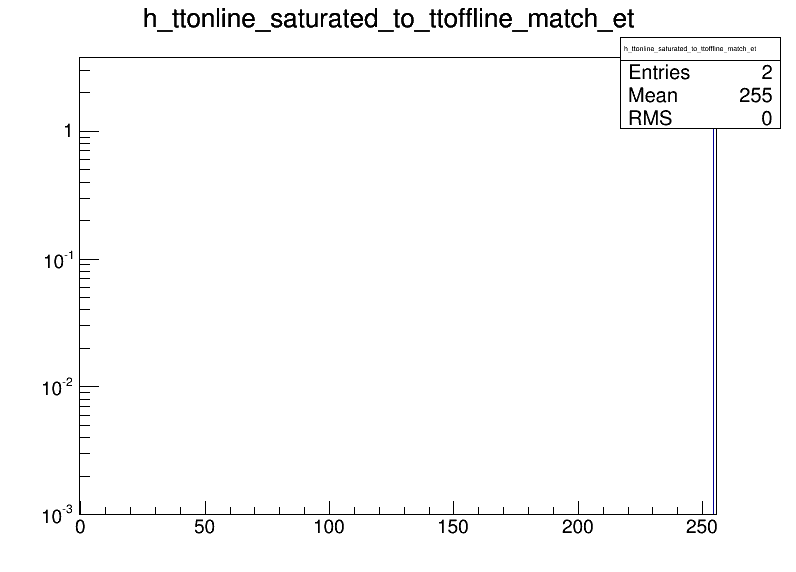 h_ttonline_saturated_to_ttoffline_match_et
h_ttonline_saturated_to_ttoffline_match_et
Entries 2
Mean 255
RMS 0
1
10⁻¹
10⁻²
10⁻³
0 50 100 150 200 250